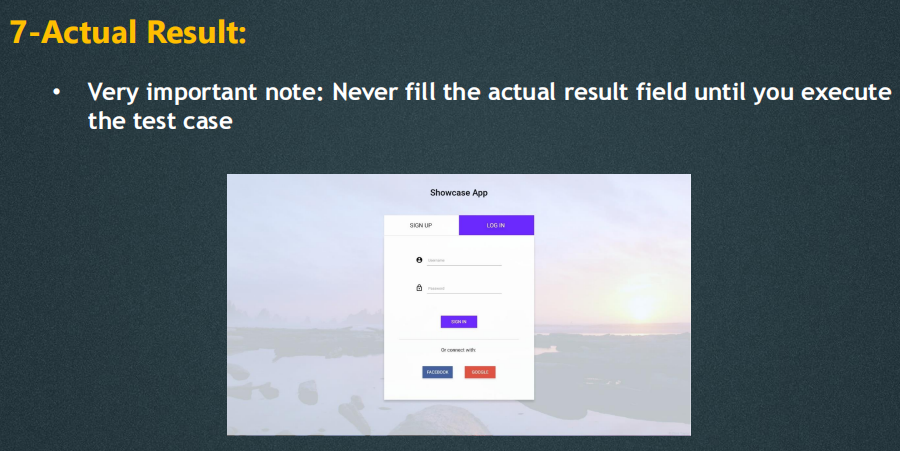 7-Actual Result:
• Very important note: Never fill the actual result field until you execute
the test case
Showcase App
SIGN UP LOG IN
Username
Password
SIGN IN
Or connect with:
FACEBOOK GOOGLE